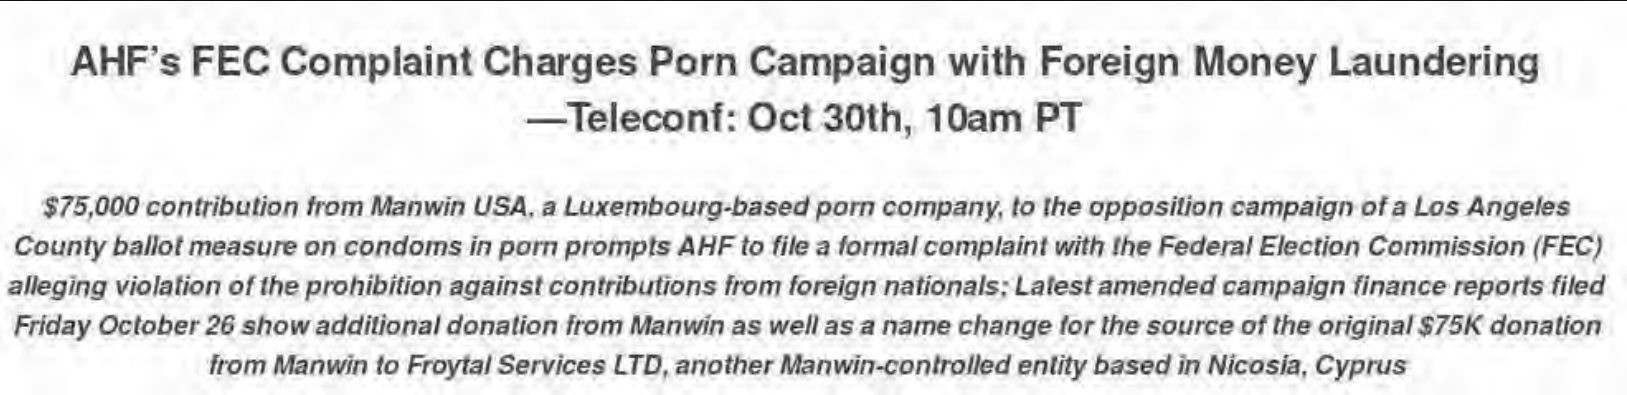 AHF's FEC Complaint Charges Porn Campaign with Foreign Money Laundering
—Teleconf: Oct 30th, 10am PT
$75,000 contribution from Manwin USA, a Luxembourg-based porn company, to the opposition campaign of a Los Angeles
County ballot measure on condoms in porn prompts AHF to file a formal complaint with the Federal Election Commission (FEC)
alleging violation of the prohibition against contributions from foreign nationals; Latest amended campaign finance reports filed
Friday October 26 show additional donation from Manwin as well as a name change for the source of the original $75K donation
from Manwin to Froytal Services LTD, another Manwin-controlled entity based in Nicosia, Cyprus